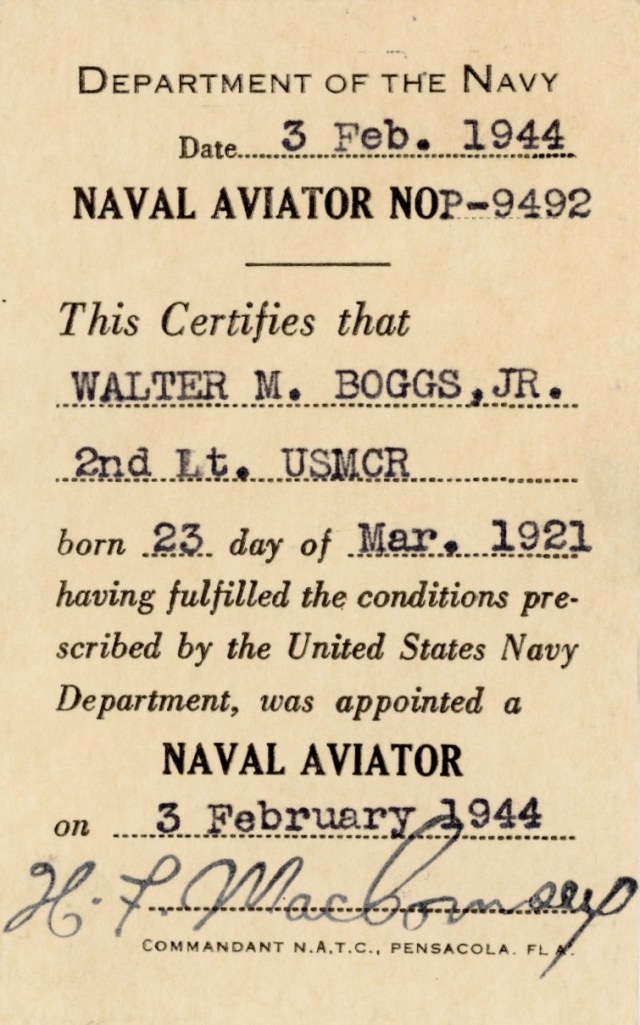 DEPARTMENT OF THE NAVY
Date 3 Feb. 1944
NAVAL AVIATOR NO P-9492
This Certifies that
WALTER M. BOGGS, JR.
2nd Lt. USMCR
born 23 day of Mar. 1921
having fulfilled the conditions pre-
scribed by the United States Navy
Department, was appointed a
NAVAL AVIATOR
on 3 February 1944
H. F. Mac
COMMANDANT N.A.T.C., PENSACOLA. FLA.